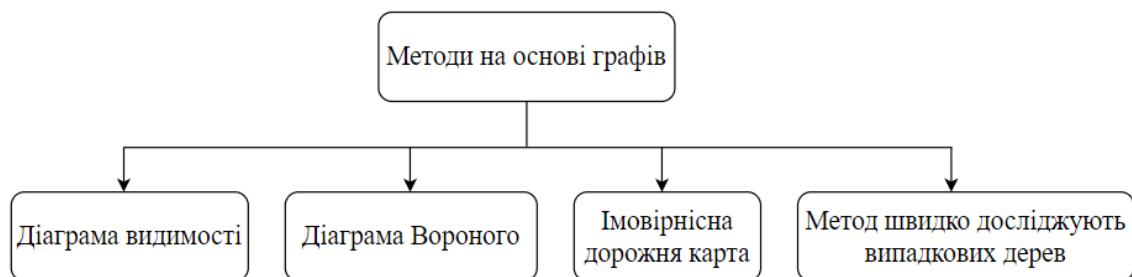 Методи на основі графів
Діаграма видимості
Діаграма Вороного
Імовірнісна
дорожня карта
Метод швидко досліджують
випадкових дерев